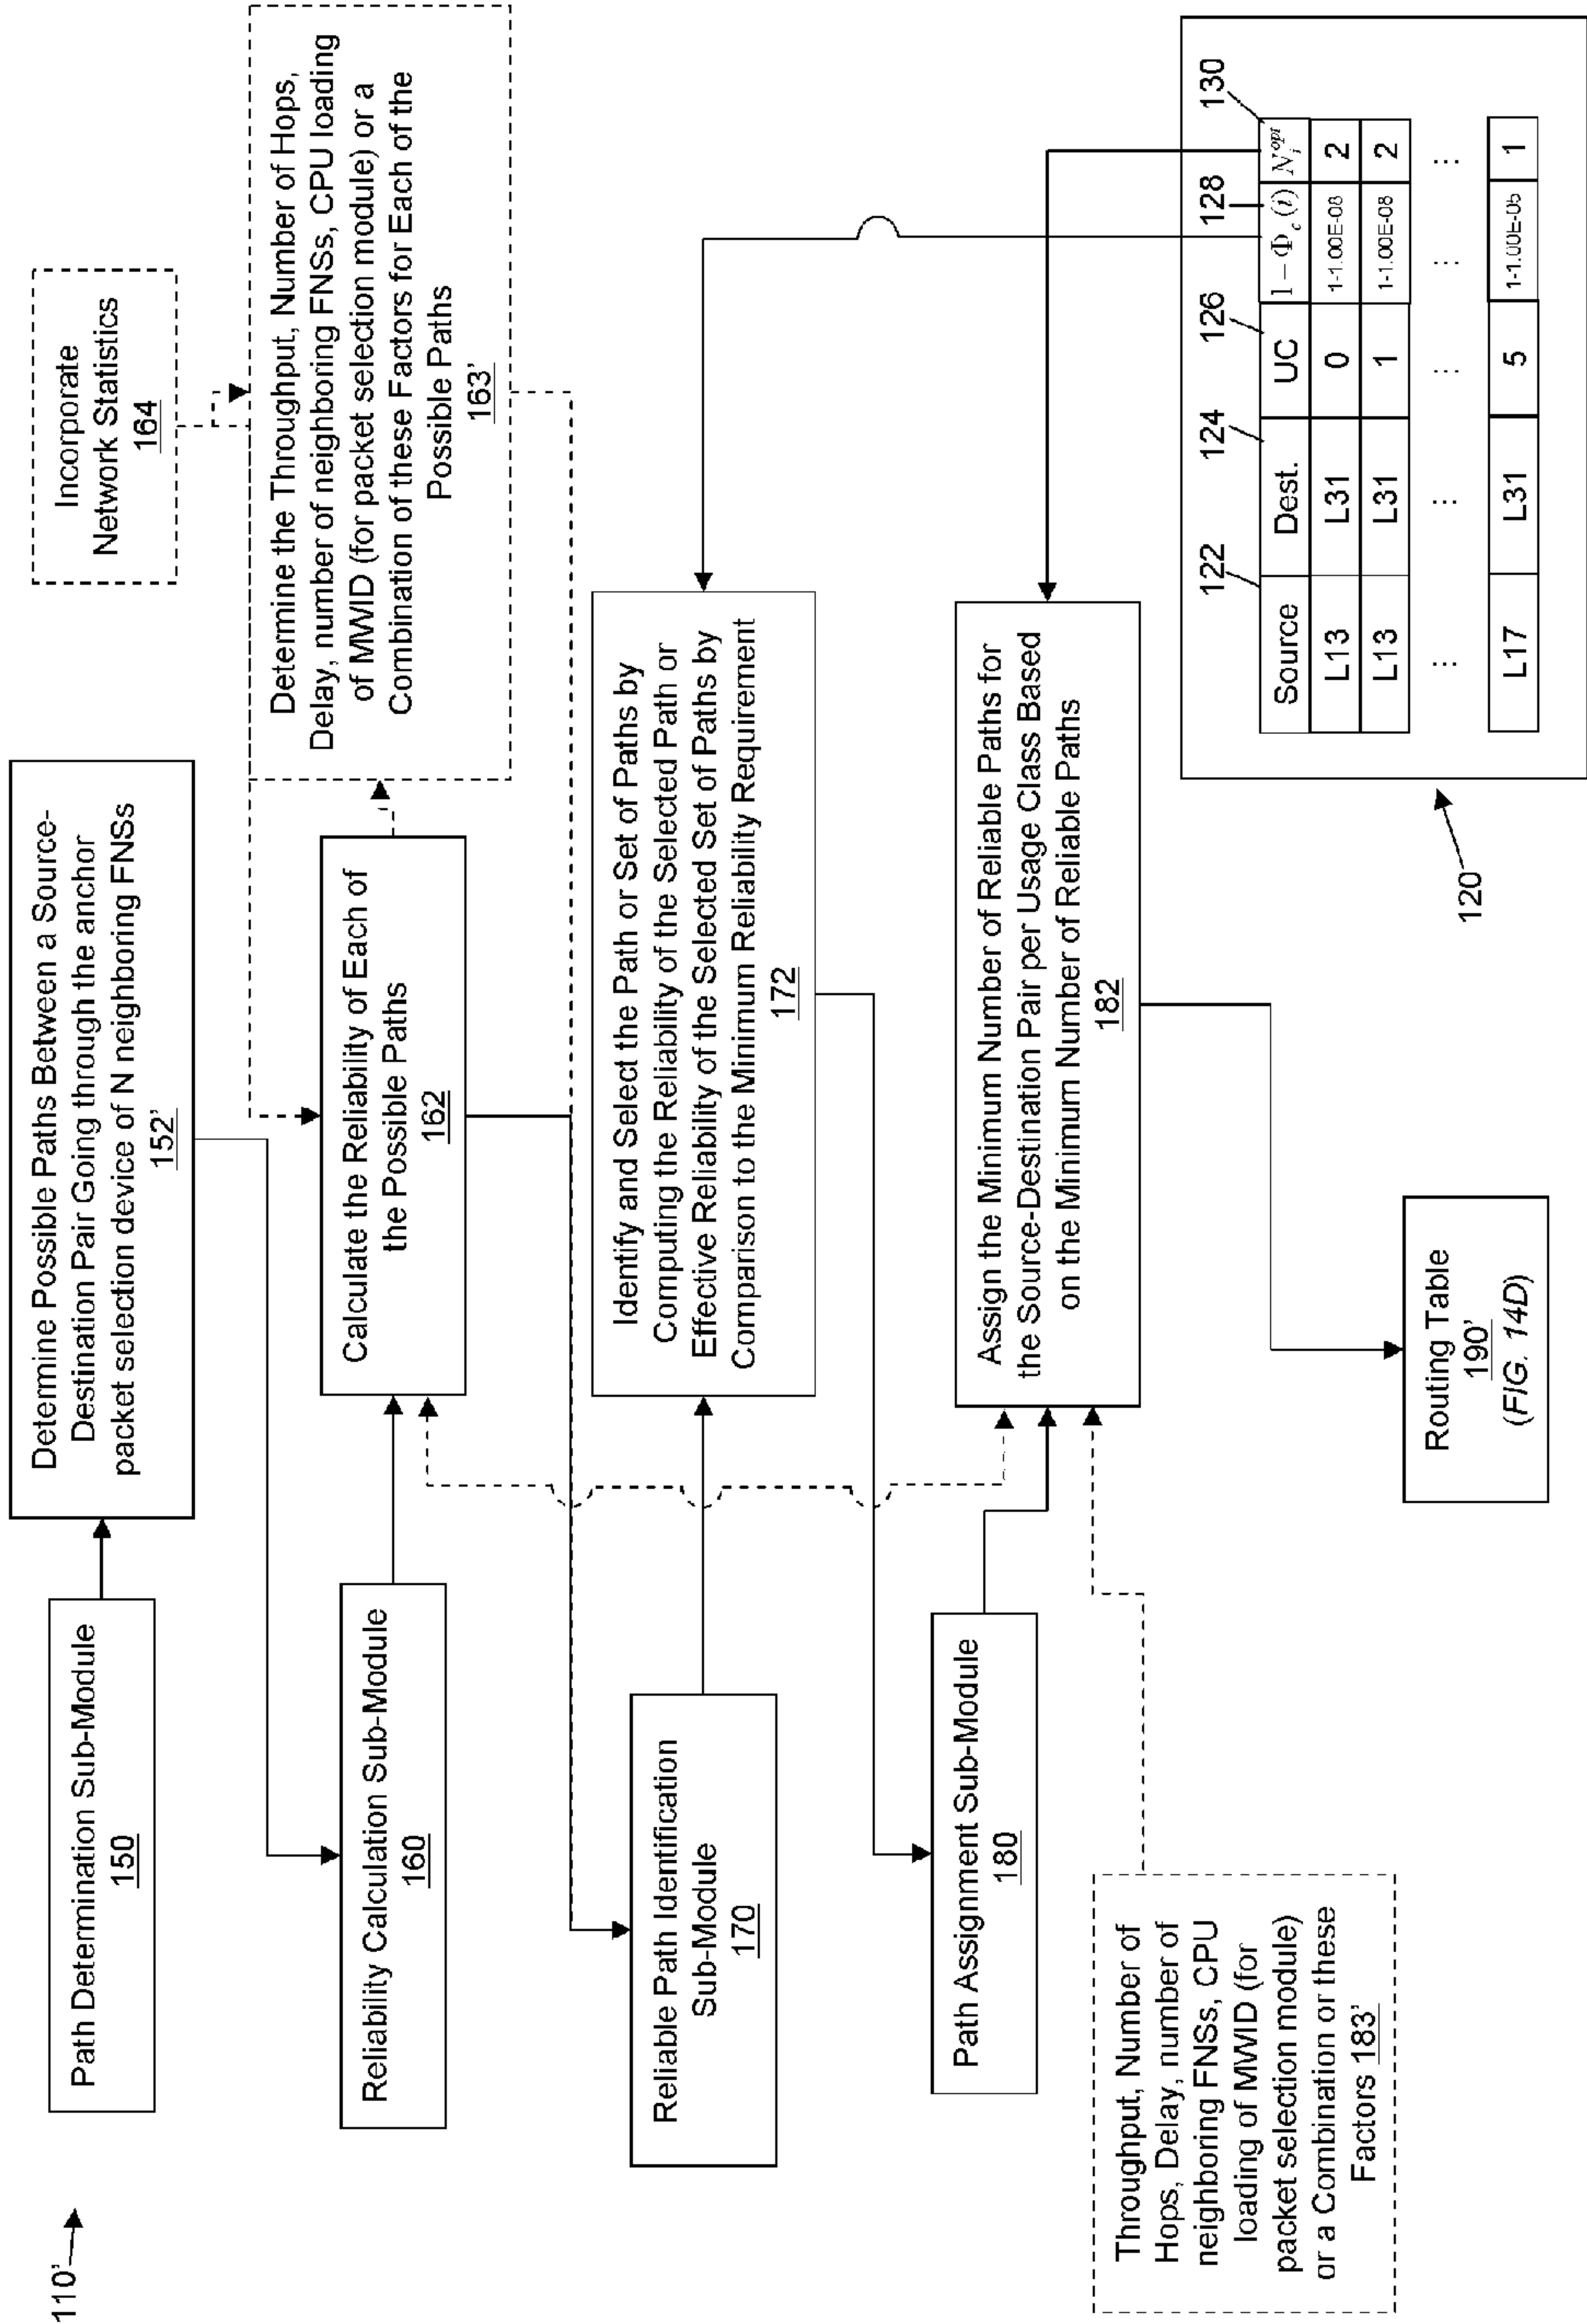 110'
Path Determination Sub-Module
150
Determine Possible Paths Between a Source-
Destination Pair Going through the anchor
packet selection device of N neighboring FNSs
152'
Incorporate
Network Statistics
164
Reliability Calculation Sub-Module
160
Calculate the Reliability of Each of
the Possible Paths
162
Determine the Throughput, Number of Hops,
Delay, number of neighboring FNSs, CPU loading
of MWID (for packet selection module) or a
Combination of these Factors for Each of the
Possible Paths
163'
Reliable Path Identification
Sub-Module
170
Identify and Select the Path or Set of Paths by
Computing the Reliability of the Selected Path or
Effective Reliability of the Selected Set of Paths by
Comparison to the Minimum Reliability Requirement
172
Path Assignment Sub-Module
180
Assign the Minimum Number of Reliable Paths for
the Source-Destination Pair per Usage Class Based
on the Minimum Number of Reliable Paths
182
Throughput, Number of
Hops, Delay, number of
neighboring FNSs, CPU
loading of MWID (for
packet selection module)
or a Combination or these
Factors 183'
Routing Table
190'
(FIG. 14D)
120
122 124 126 128 130
Source Dest. UC 1−Φc(i) Ni^opt
L13 L31 0 1-1.00E-08 2
L13 L31 1 1-1.00E-08 2
⋮ ⋮ ⋮ ⋮ ⋮
L17 L31 5 1-1.00E-05 1